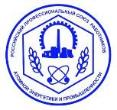 РОССИЙСКИЙ ПРОФЕССИОНАЛЬНЫЙ СОЮЗ РАБОТНИКОВ
АТОМНОЙ ЭНЕРГЕТИКИ И ПРОМЫШЛЕННОСТИ